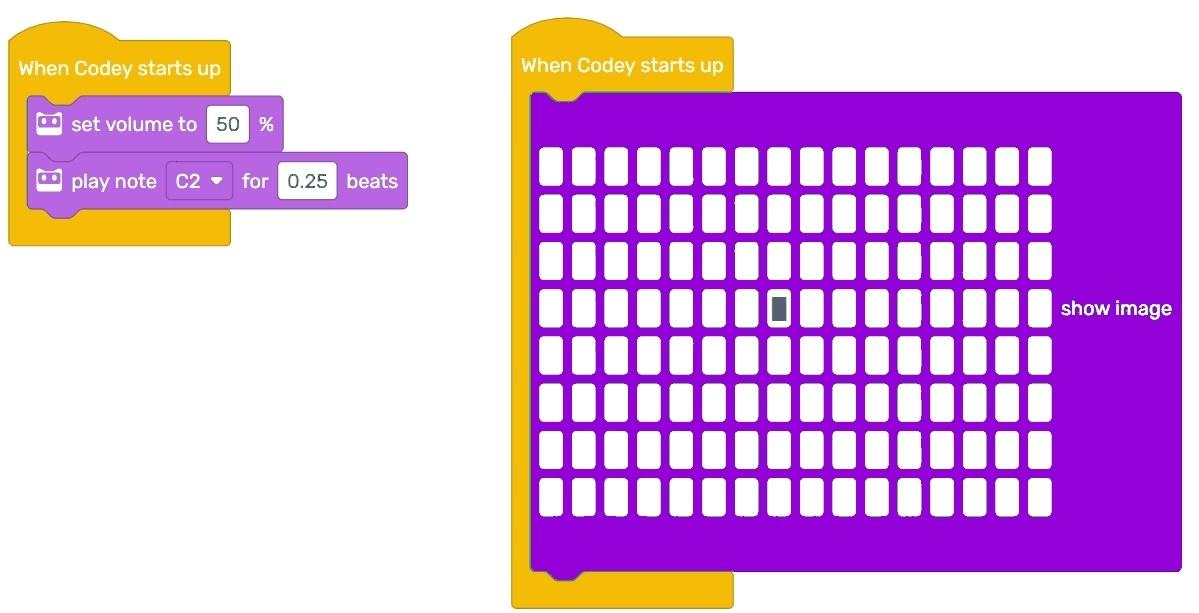 When Codey starts up
set volume to 50 %
play note C2 for 0.25 beats
When Codey starts up
show image